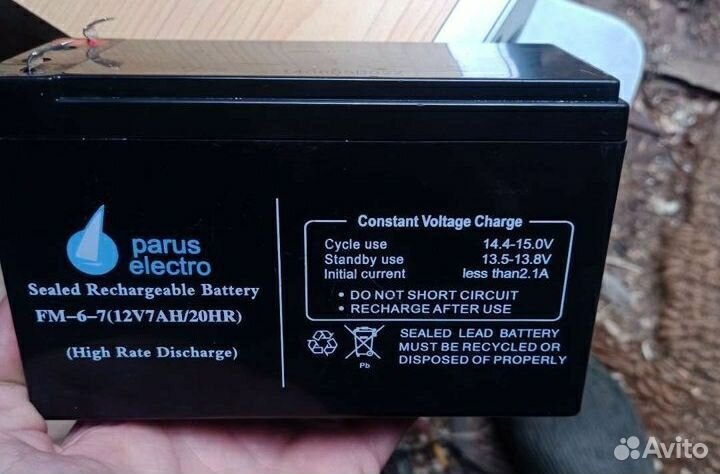 parus
electro
Sealed Rechargeable Battery
FM-6-7(12V7AH/20HR)
(High Rate Discharge)
Constant Voltage Charge
Cycle use 14.4-15.0V
Standby use 13.5-13.8V
Initial current less than2.1A
• DO NOT SHORT CIRCUIT
• RECHARGE AFTER USE
Pb
SEALED LEAD BATTERY
MUST BE RECYCLED OR
DISPOSED OF PROPERLY
Avito